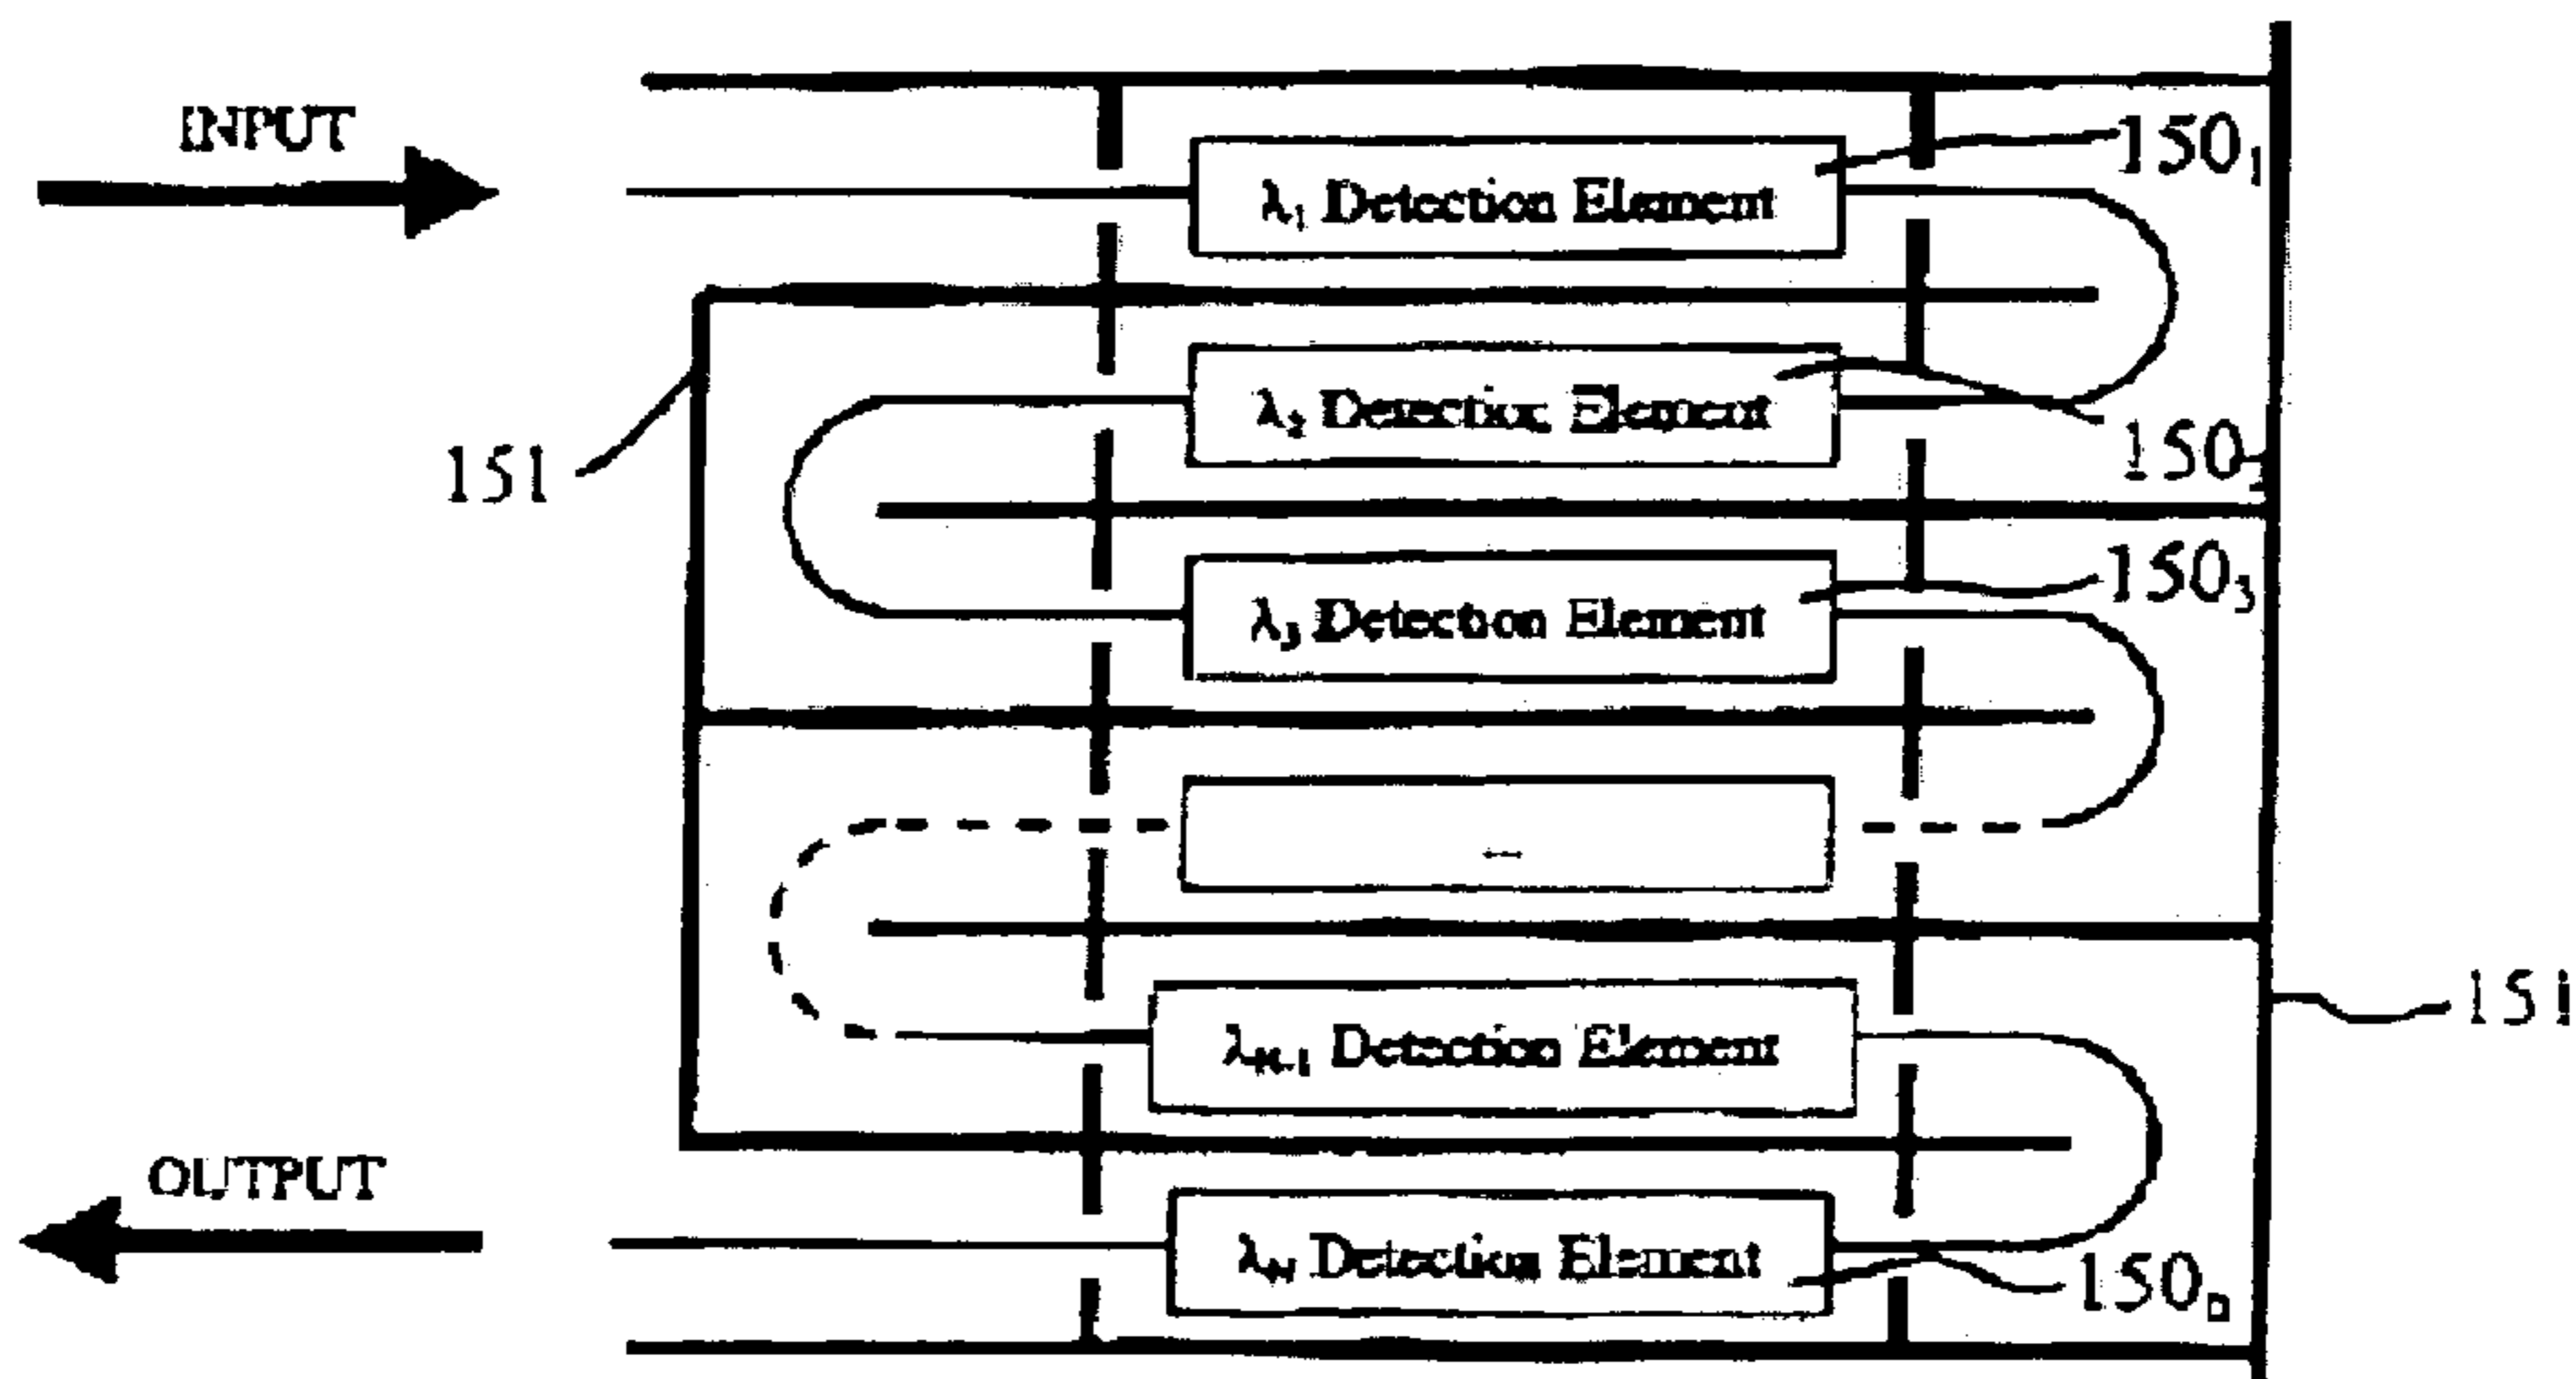 INPUT
150₁
λ₁ Detection Element
λ₂ Detection Element
151
150₂
150₃
λ₃ Detection Element
...
λN-1 Detection Element
151
OUTPUT
λN Detection Element
150n